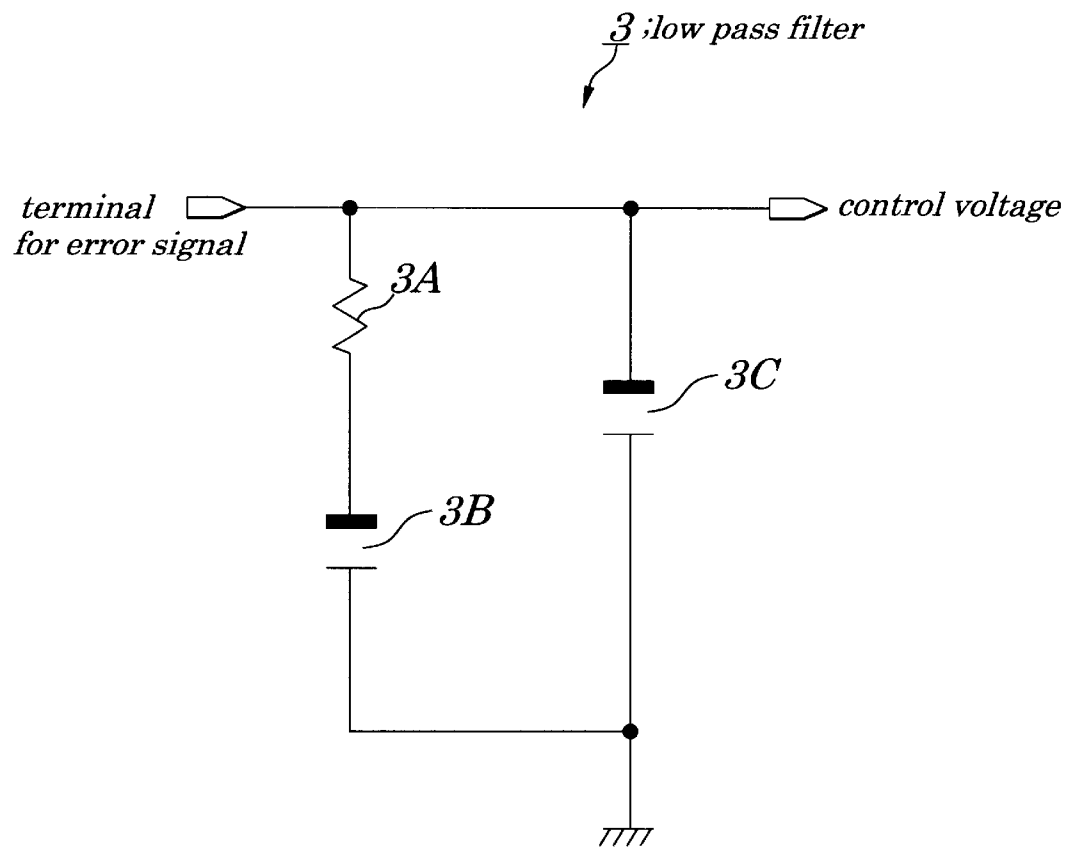 3 ;low pass filter
terminal
for error signal
control voltage
3A
3C
3B